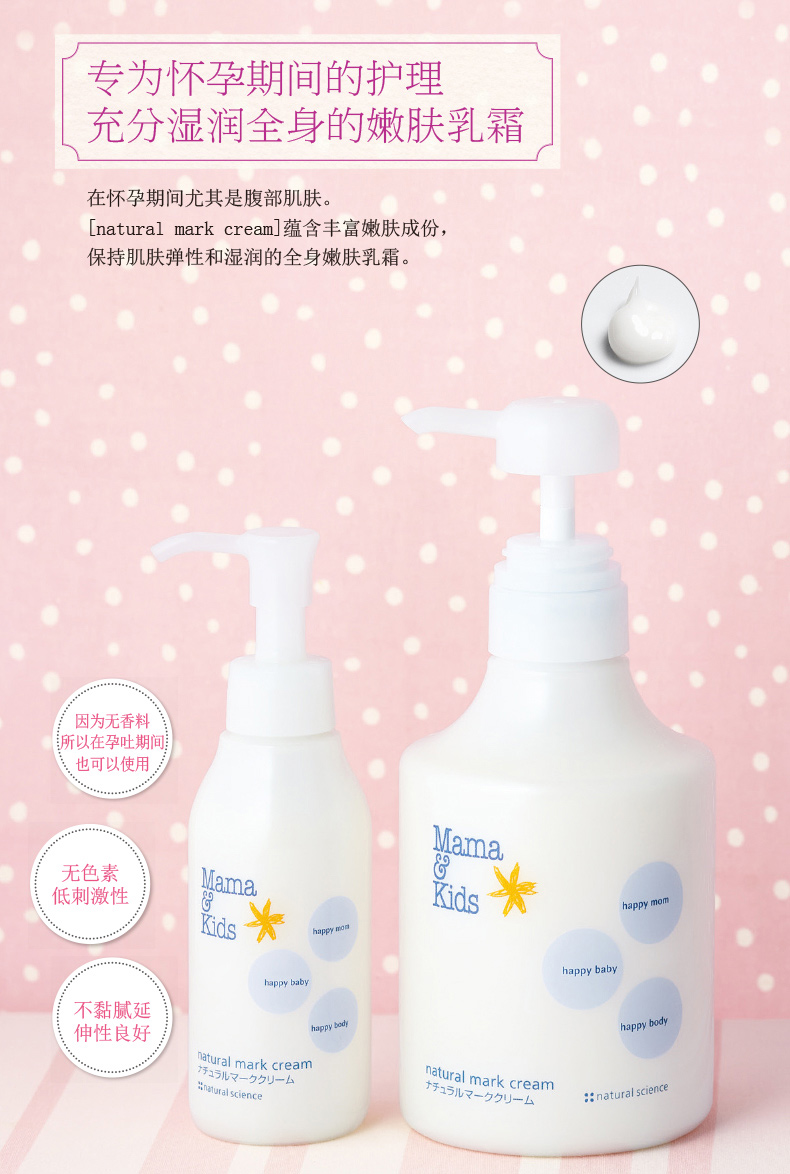 专为怀孕期间的护理
充分湿润全身的嫩肤乳霜
在怀孕期间尤其是腹部肌肤。
[natural mark cream]蕴含丰富嫩肤成份，
保持肌肤弹性和湿润的全身嫩肤乳霜。
因为无香料
所以在孕吐期间
也可以使用
无色素
低刺激性
不黏腻延
伸性良好
Mama
&
Kids
happy mom
happy baby
happy body
natural mark cream
ナチュラルマーククリーム
natural science
Mama
&
Kids
happy mom
happy baby
happy body
natural mark cream
ナチュラルマーククリーム
natural science